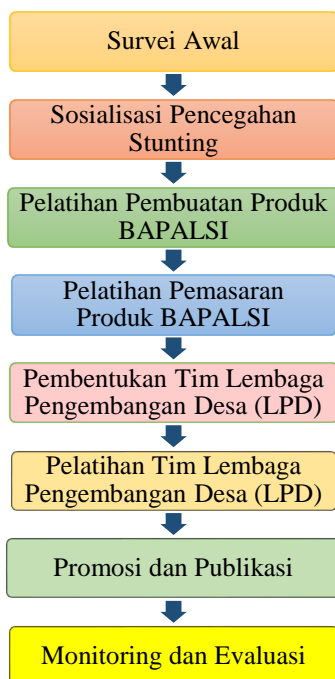 Survei Awal
Sosialisasi Pencegahan
Stunting
Pelatihan Pembuatan Produk
BAPALSI
Pelatihan Pemasaran
Produk BAPALSI
Pembentukan Tim Lembaga
Pengembangan Desa (LPD)
Pelatihan Tim Lembaga
Pengembangan Desa (LPD)
Promosi dan Publikasi
Monitoring dan Evaluasi